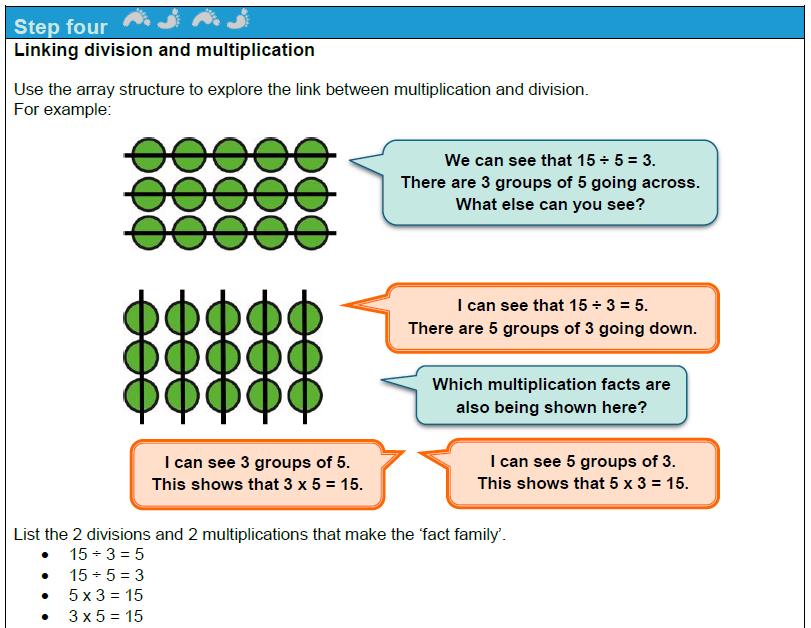 Step four
Linking division and multiplication
Use the array structure to explore the link between multiplication and division.
For example:
We can see that 15 ÷ 5 = 3.
There are 3 groups of 5 going across.
What else can you see?
I can see that 15 ÷ 3 = 5.
There are 5 groups of 3 going down.
Which multiplication facts are
also being shown here?
I can see 3 groups of 5.
This shows that 3 x 5 = 15.
I can see 5 groups of 3.
This shows that 5 x 3 = 15.
List the 2 divisions and 2 multiplications that make the ‘fact family’.
• 15 ÷ 3 = 5
• 15 ÷ 5 = 3
• 5 x 3 = 15
• 3 x 5 = 15